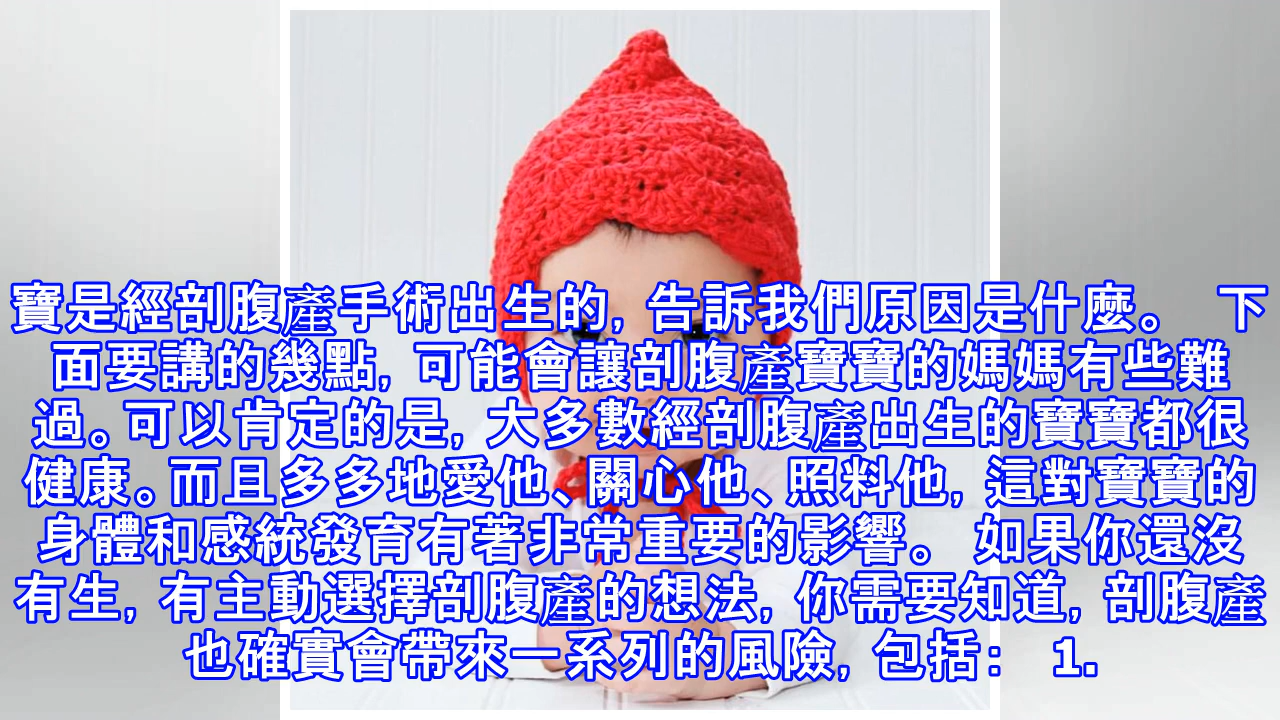 寶是經剖腹產手術出生的, 告訴我們原因是什麼。 下
面要講的幾點, 可能會讓剖腹產寶寶的媽媽有些難
過。可以肯定的是, 大多數經剖腹產出生的寶寶都很
健康。而且多多地愛他、關心他、照料他, 這對寶寶的
身體和感統發育有著非常重要的影響。 如果你還沒
有生, 有主動選擇剖腹產的想法, 你需要知道, 剖腹產
也確實會帶來一系列的風險, 包括： 1.